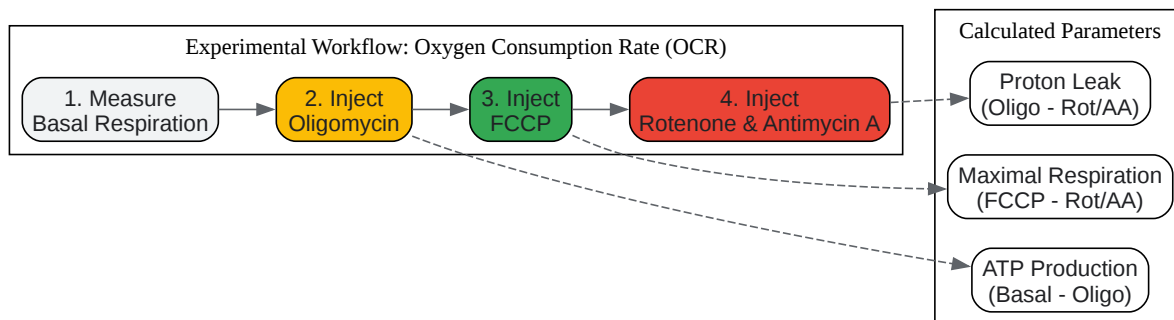 Experimental Workflow: Oxygen Consumption Rate (OCR)
1. Measure
Basal Respiration
2. Inject
Oligomycin
3. Inject
FCCP
4. Inject
Rotenone & Antimycin A
Calculated Parameters
Proton Leak
(Oligo - Rot/AA)
Maximal Respiration
(FCCP - Rot/AA)
ATP Production
(Basal - Oligo)